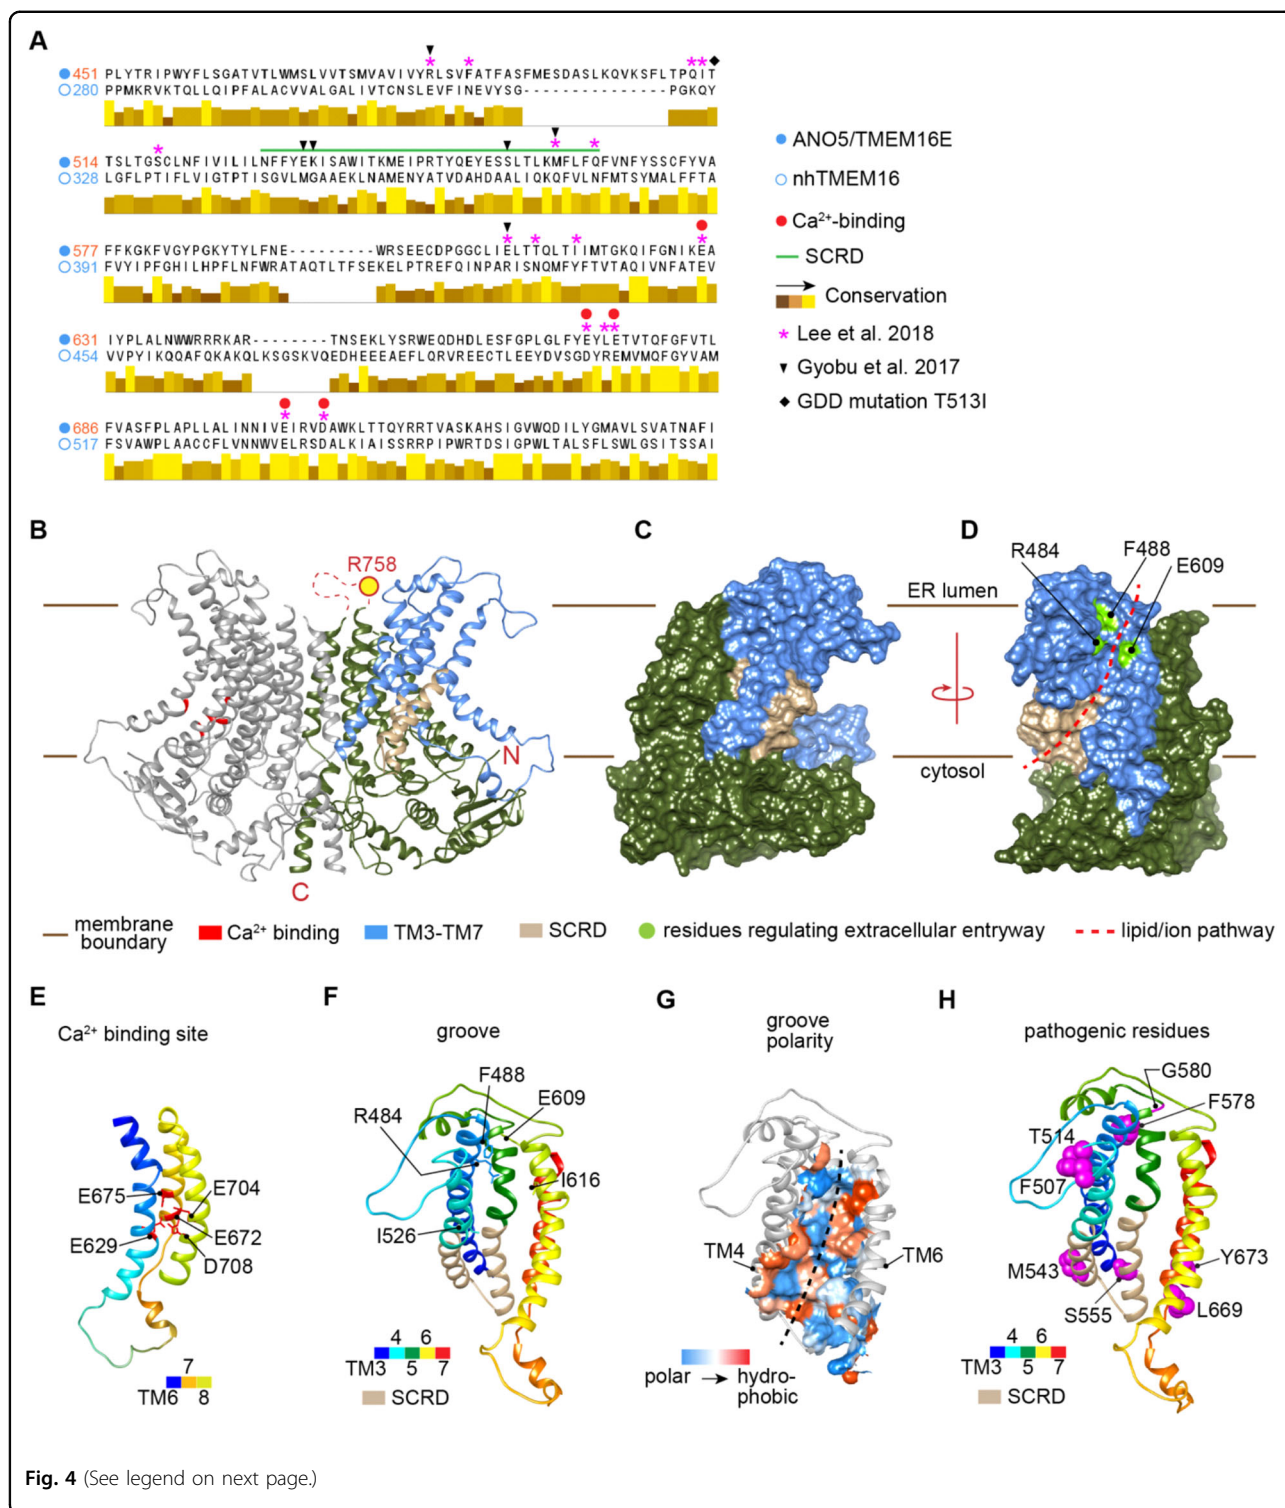 A
451 PLYTRIPWYFLSGATVTLWMSLVVTSMVAVIVYRLSVFATFASFMESDASLKQVKSFLTPQIT
280 PPMKRVKTQLLQIPFALACVVALGALIVTCNSLEVFINEVYSG---------------PGKQY
514 TSLTGSCLNFIVILILNFFYEKISAWITKMEIPRTYQEYESSLTLKMFLFQFVNFYSSCFYVA
328 LGFLPTIFLVIGTPTISGVLMGAAEKLNAMENYATVDAHDAALIQKQFVLNFMTSYMALFFTA
577 FFKGKFVGYPGKYTYLFNE---------WRSEECDPGGCLIELTTQLTIIMTGKQIFGNIKEA
391 FVYIPFGHILHPFLNFWRATAQTLTFSEKELPTREFQINPARISNQMFYFTVTAQIVNFATEV
631 IYPLALNWWRRRKAR--------TNSEKLYSRWEQDHDLESFGPLGLFYEYLETVTQFGFVTL
454 VVPYIKQQAFQKAKQLKSGSKVQEDHEEEAEFLQRVREECTLEEYDVSGDYREMVMQFGYVAM
686 FVASFPLAPLLALINNIVEIRVDAWKLTTQYRRTVASKAHSIGVWQDILYGMAVLSVATNAFI
517 FSVAWPLAACCFLVNNWVELRSDALKIAISSRRPIPWRTDSIGPWLTALSFLSWLGSITSSAI
ANO5/TMEM16E
nhTMEM16
Ca²⁺-binding
SCRD
Conservation
* Lee et al. 2018
Gyobu et al. 2017
GDD mutation T513I
B
R758
N
C
C
D
R484
F488
E609
ER lumen
cytosol
membrane boundary
Ca²⁺ binding
TM3-TM7
SCRD
residues regulating extracellular entryway
lipid/ion pathway
E
Ca²⁺ binding site
E675
E704
E629
E672
D708
7
TM6 8
F
groove
F488
R484
E609
I616
I526
4 6
TM3 5 7
SCRD
G
groove
polarity
TM4
TM6
polar → hydro-
phobic
H
pathogenic residues
G580
F578
T514
F507
M543
Y673
S555
L669
4 6
TM3 5 7
SCRD
Fig. 4 (See legend on next page.)